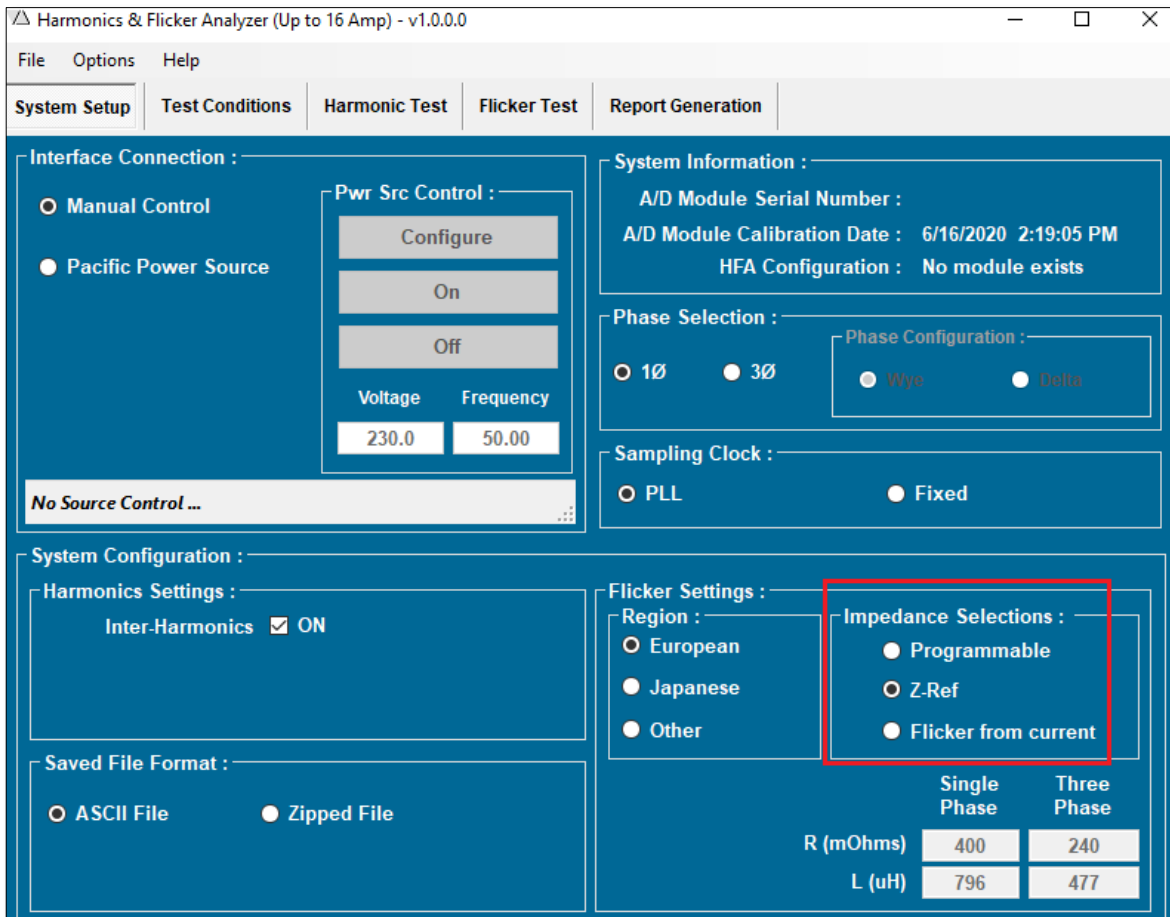 Harmonics & Flicker Analyzer (Up to 16 Amp) - v1.0.0.0
File Options Help
System Setup Test Conditions Harmonic Test Flicker Test Report Generation
Interface Connection :
Manual Control
Pacific Power Source
Pwr Src Control :
Configure
On
Off
Voltage Frequency
230.0 50.00
No Source Control ...
System Information :
A/D Module Serial Number :
A/D Module Calibration Date : 6/16/2020 2:19:05 PM
HFA Configuration : No module exists
Phase Selection :
1Ø 3Ø
Phase Configuration :
Wye Delta
Sampling Clock :
PLL Fixed
System Configuration :
Harmonics Settings :
Inter-Harmonics ON
Saved File Format :
ASCII File Zipped File
Flicker Settings :
Region :
European
Japanese
Other
Impedance Selections :
Programmable
Z-Ref
Flicker from current
Single Phase Three Phase
R (mOhms) 400 240
L (uH) 796 477